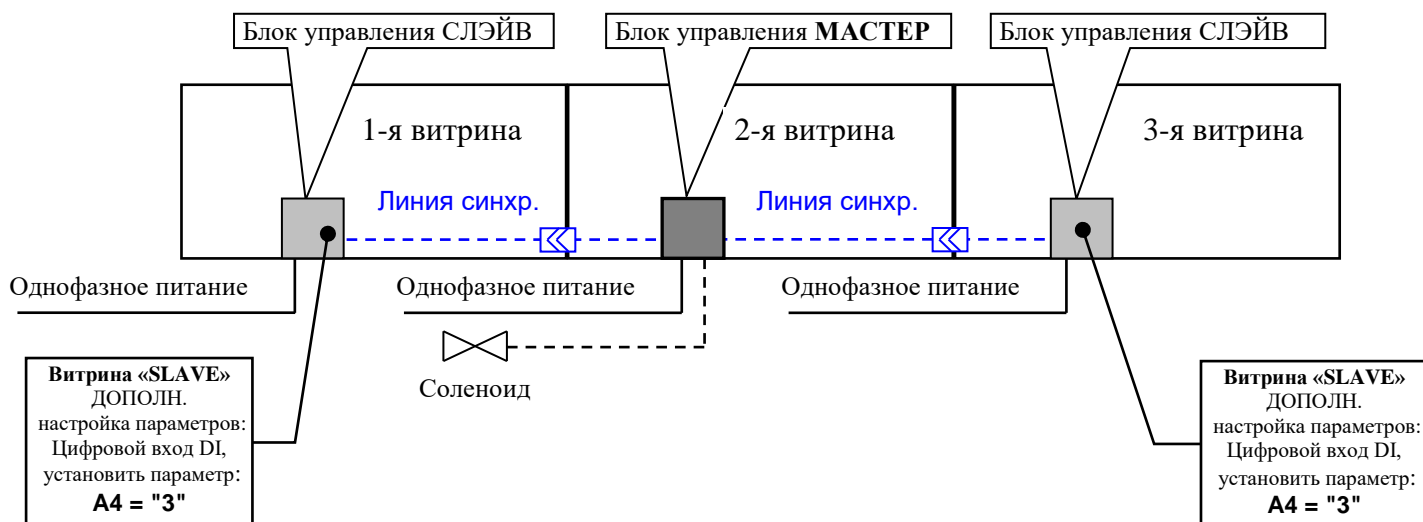 Блок управления СЛЭЙВ
Блок управления МАСТЕР
Блок управления СЛЭЙВ
1-я витрина
2-я витрина
3-я витрина
Линия синхр.
Линия синхр.
Однофазное питание
Однофазное питание
Однофазное питание
Соленоид
Витрина «SLAVE»
ДОПОЛН.
настройка параметров:
Цифровой вход DI,
установить параметр:
A4 = "3"
Витрина «SLAVE»
ДОПОЛН.
настройка параметров:
Цифровой вход DI,
установить параметр:
A4 = "3"